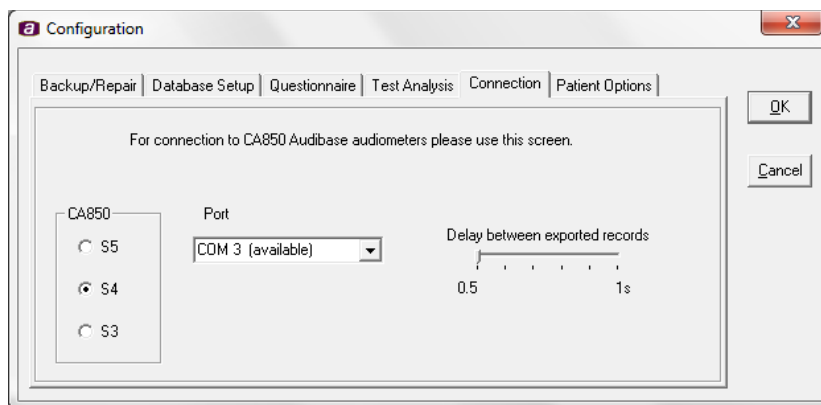 a Configuration
Backup/Repair Database Setup Questionnaire Test Analysis Connection Patient Options
OK
For connection to CA850 Audibase audiometers please use this screen.
Cancel
CA850 Port
S5
COM 3 (available)
Delay between exported records
S4
0.5 1s
S3